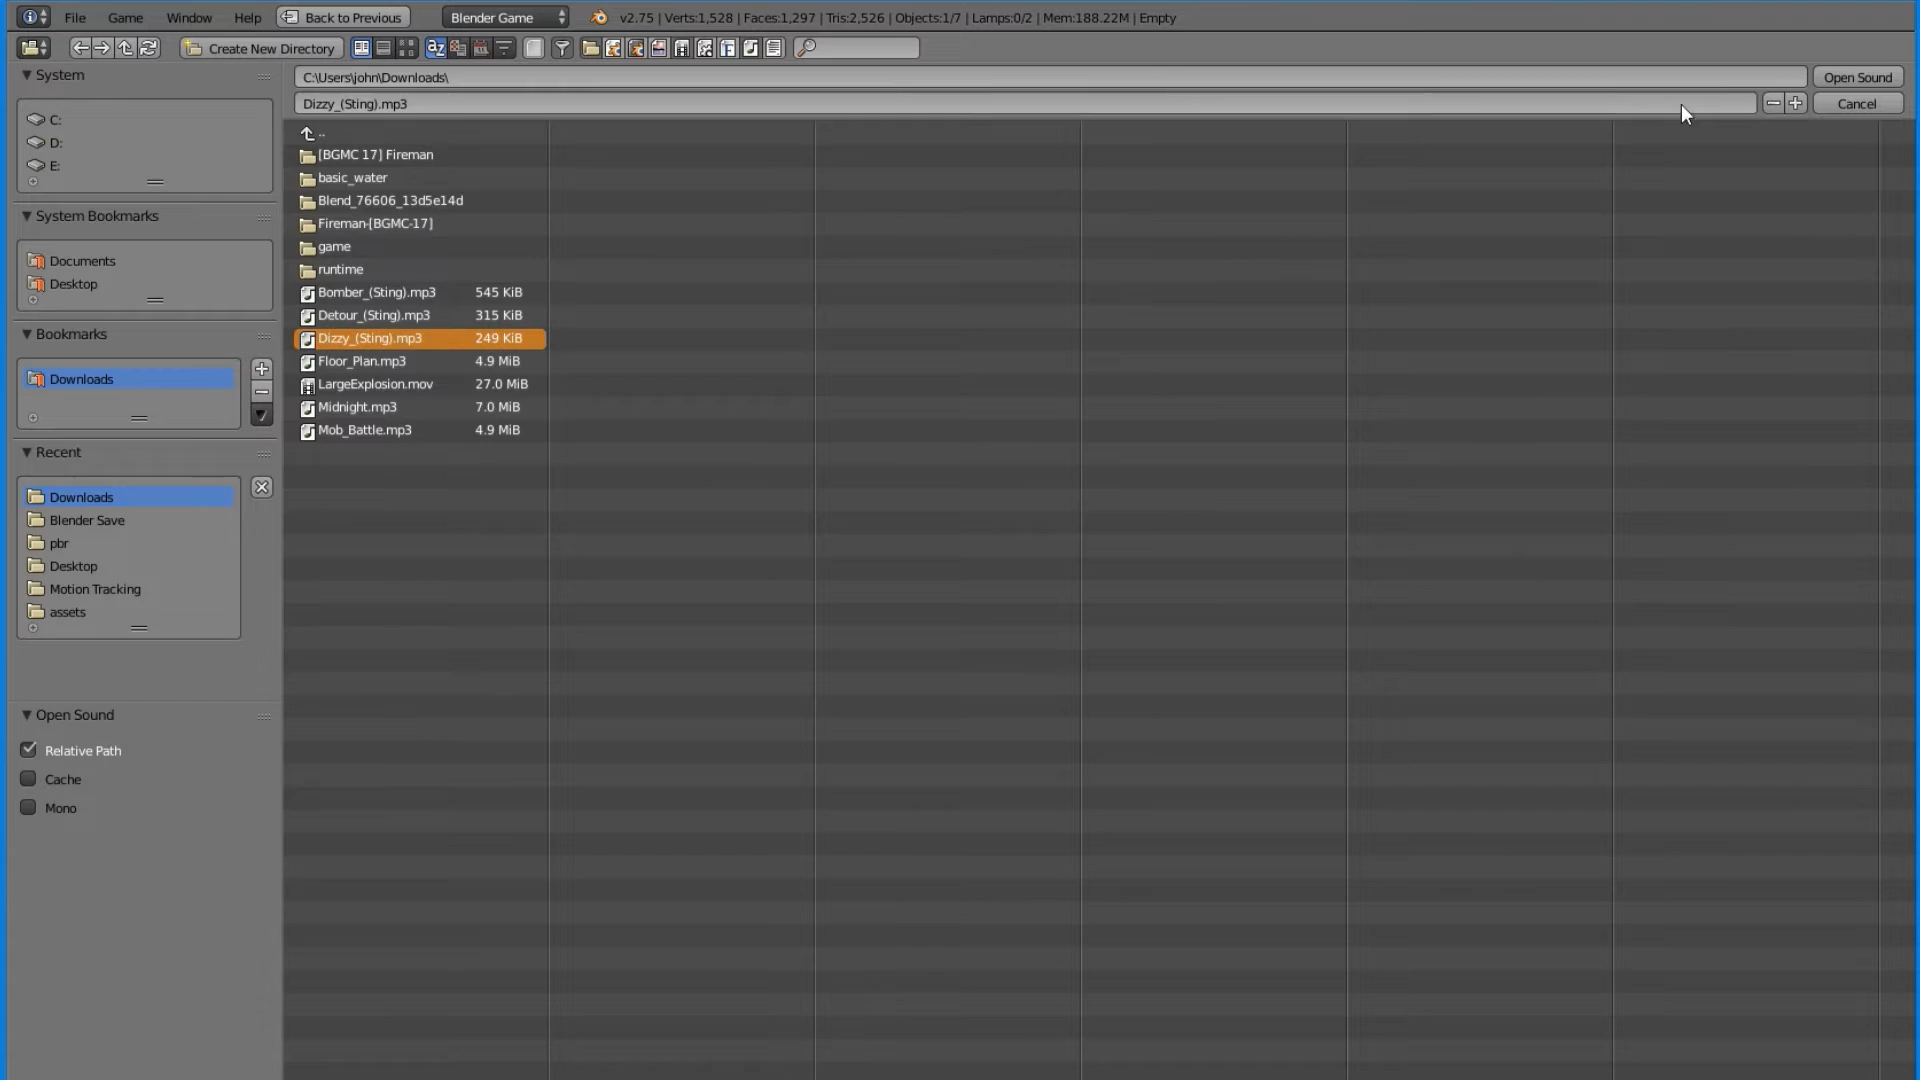 File Game Window Help Back to Previous Blender Game v2.75 | Verts:1,528 | Faces:1,297 | Tris:2,526 | Objects:1/7 | Lamps:0/2 | Mem:188.22M | Empty
Create New Directory
System
C:
D:
E:
System Bookmarks
Documents
Desktop
Bookmarks
Downloads
Recent
Downloads
Blender Save
pbr
Desktop
Motion Tracking
assets
Open Sound
Relative Path
Cache
Mono
C:\Users\john\Downloads\ Open Sound
Dizzy_(Sting).mp3 Cancel
..
[BGMC 17] Fireman
basic_water
Blend_76606_13d5e14d
Fireman-[BGMC-17]
game
runtime
Bomber_(Sting).mp3 545 KiB
Detour_(Sting).mp3 315 KiB
Dizzy_(Sting).mp3 249 KiB
Floor_Plan.mp3 4.9 MiB
LargeExplosion.mov 27.0 MiB
Midnight.mp3 7.0 MiB
Mob_Battle.mp3 4.9 MiB